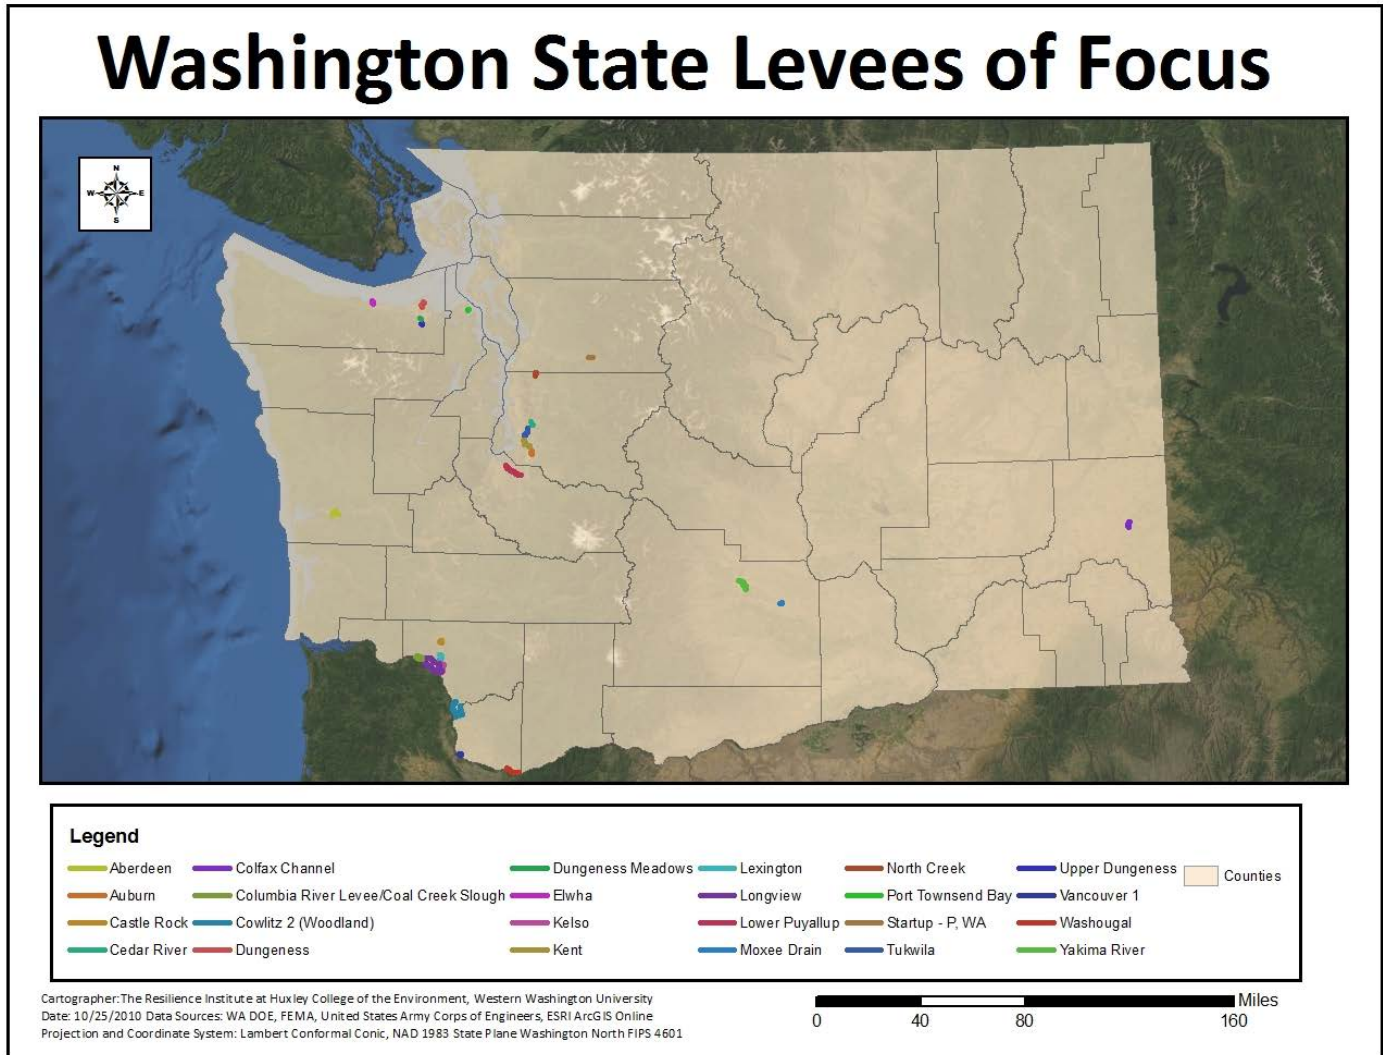 Washington State Levees of Focus
N
W E
S
Legend
Aberdeen Colfax Channel Dungeness Meadows Lexington North Creek Upper Dungeness Counties
Auburn Columbia River Levee/Coal Creek Slough Elwha Longview Port Townsend Bay Vancouver 1
Castle Rock Cowlitz 2 (Woodland) Kelso Lower Puyallup Startup - P, WA Washougal
Cedar River Dungeness Kent Moxee Drain Tukwila Yakima River
Cartographer:The Resilience Institute at Huxley College of the Environment, Western Washington University
Date: 10/25/2010 Data Sources: WA DOE, FEMA, United States Army Corps of Engineers, ESRI ArcGIS Online
Projection and Coordinate System: Lambert Conformal Conic, NAD 1983 State Plane Washington North FIPS 4601
Miles
0 40 80 160